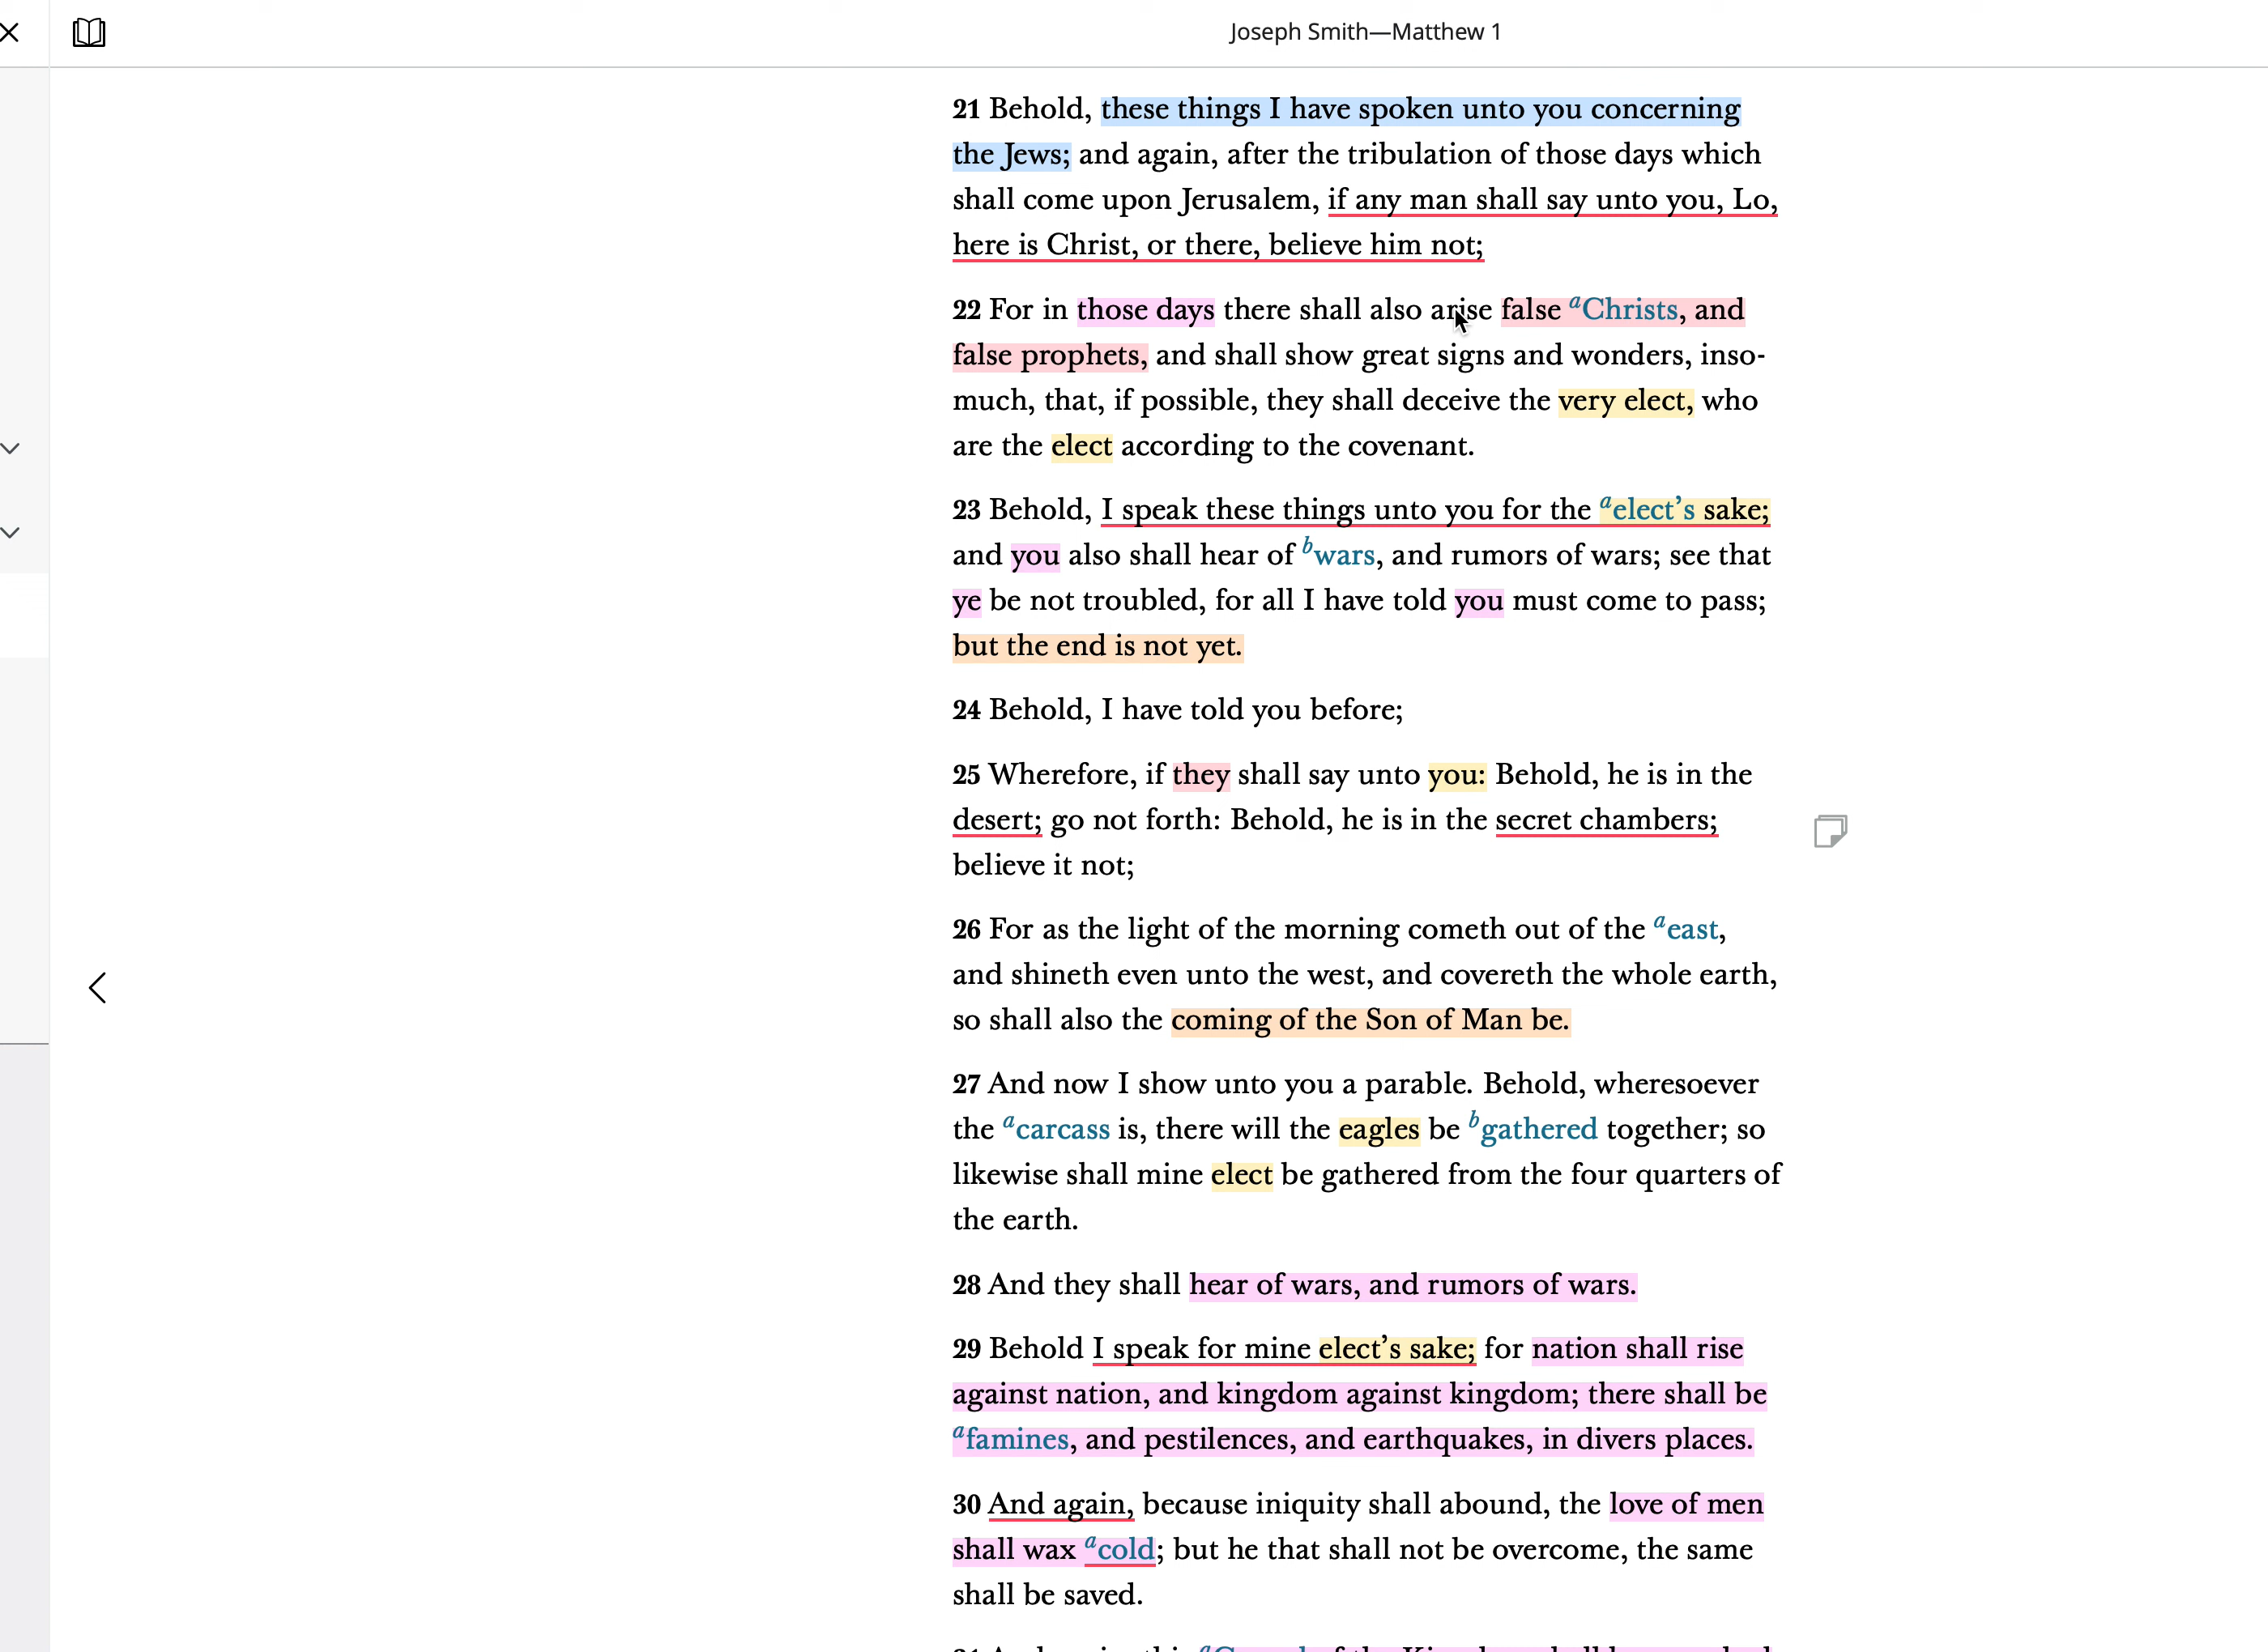 Joseph Smith—Matthew 1
21 Behold, these things I have spoken unto you concerning
the Jews; and again, after the tribulation of those days which
shall come upon Jerusalem, if any man shall say unto you, Lo,
here is Christ, or there, believe him not;
22 For in those days there shall also arise false aChrists, and
false prophets, and shall show great signs and wonders, inso-
much, that, if possible, they shall deceive the very elect, who
are the elect according to the covenant.
23 Behold, I speak these things unto you for the aelect’s sake;
and you also shall hear of bwars, and rumors of wars; see that
ye be not troubled, for all I have told you must come to pass;
but the end is not yet.
24 Behold, I have told you before;
25 Wherefore, if they shall say unto you: Behold, he is in the
desert; go not forth: Behold, he is in the secret chambers;
believe it not;
26 For as the light of the morning cometh out of the aeast,
and shineth even unto the west, and covereth the whole earth,
so shall also the coming of the Son of Man be.
27 And now I show unto you a parable. Behold, wheresoever
the acarcass is, there will the eagles be bgathered together; so
likewise shall mine elect be gathered from the four quarters of
the earth.
28 And they shall hear of wars, and rumors of wars.
29 Behold I speak for mine elect’s sake; for nation shall rise
against nation, and kingdom against kingdom; there shall be
afamines, and pestilences, and earthquakes, in divers places.
30 And again, because iniquity shall abound, the love of men
shall wax acold; but he that shall not be overcome, the same
shall be saved.